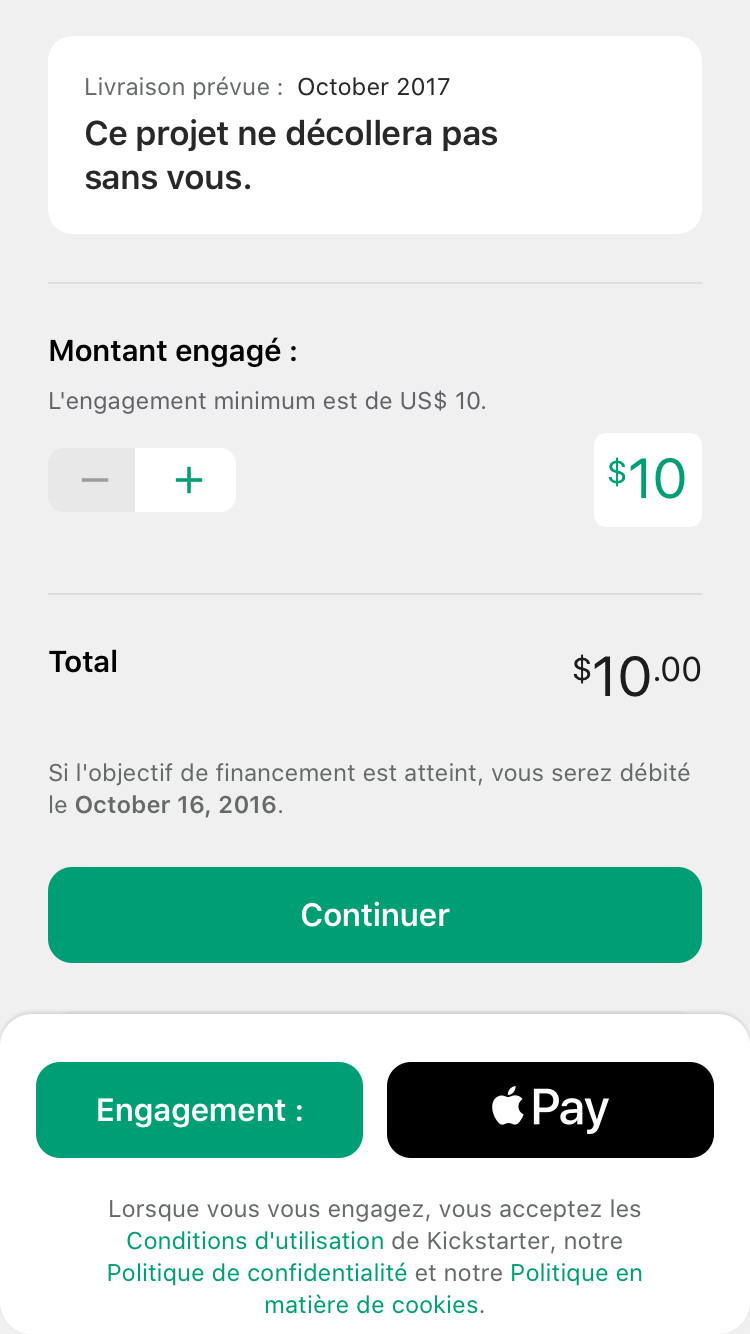 Livraison prévue : October 2017
Ce projet ne décollera pas
sans vous.
Montant engagé :
L'engagement minimum est de US$ 10.
− +
$10
Total
$10.00
Si l'objectif de financement est atteint, vous serez débité
le October 16, 2016.
Continuer
Engagement :
Pay
Lorsque vous vous engagez, vous acceptez les
Conditions d'utilisation de Kickstarter, notre
Politique de confidentialité et notre Politique en
matière de cookies.